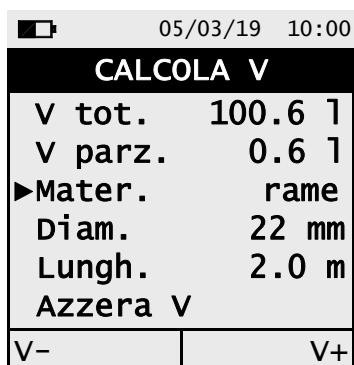 05/03/19 10:00
CALCOLA V
V tot. 100.6 l
V parz. 0.6 l
►Mater. rame
Diam. 22 mm
Lungh. 2.0 m
Azzera V
V- V+